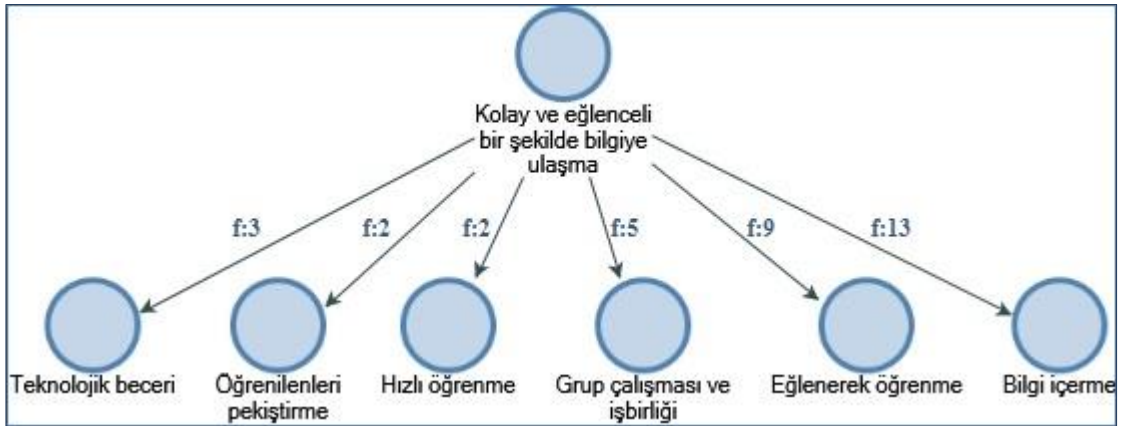 Kolay ve eğlenceli
bir şekilde bilgiye
ulaşma
f:3
f:2
f:2
f:5
f:9
f:13
Teknolojik beceri
Öğrenilenleri
pekiştirme
Hızlı öğrenme
Grup çalışması ve
işbirliği
Eğlenerek öğrenme
Bilgi içerme